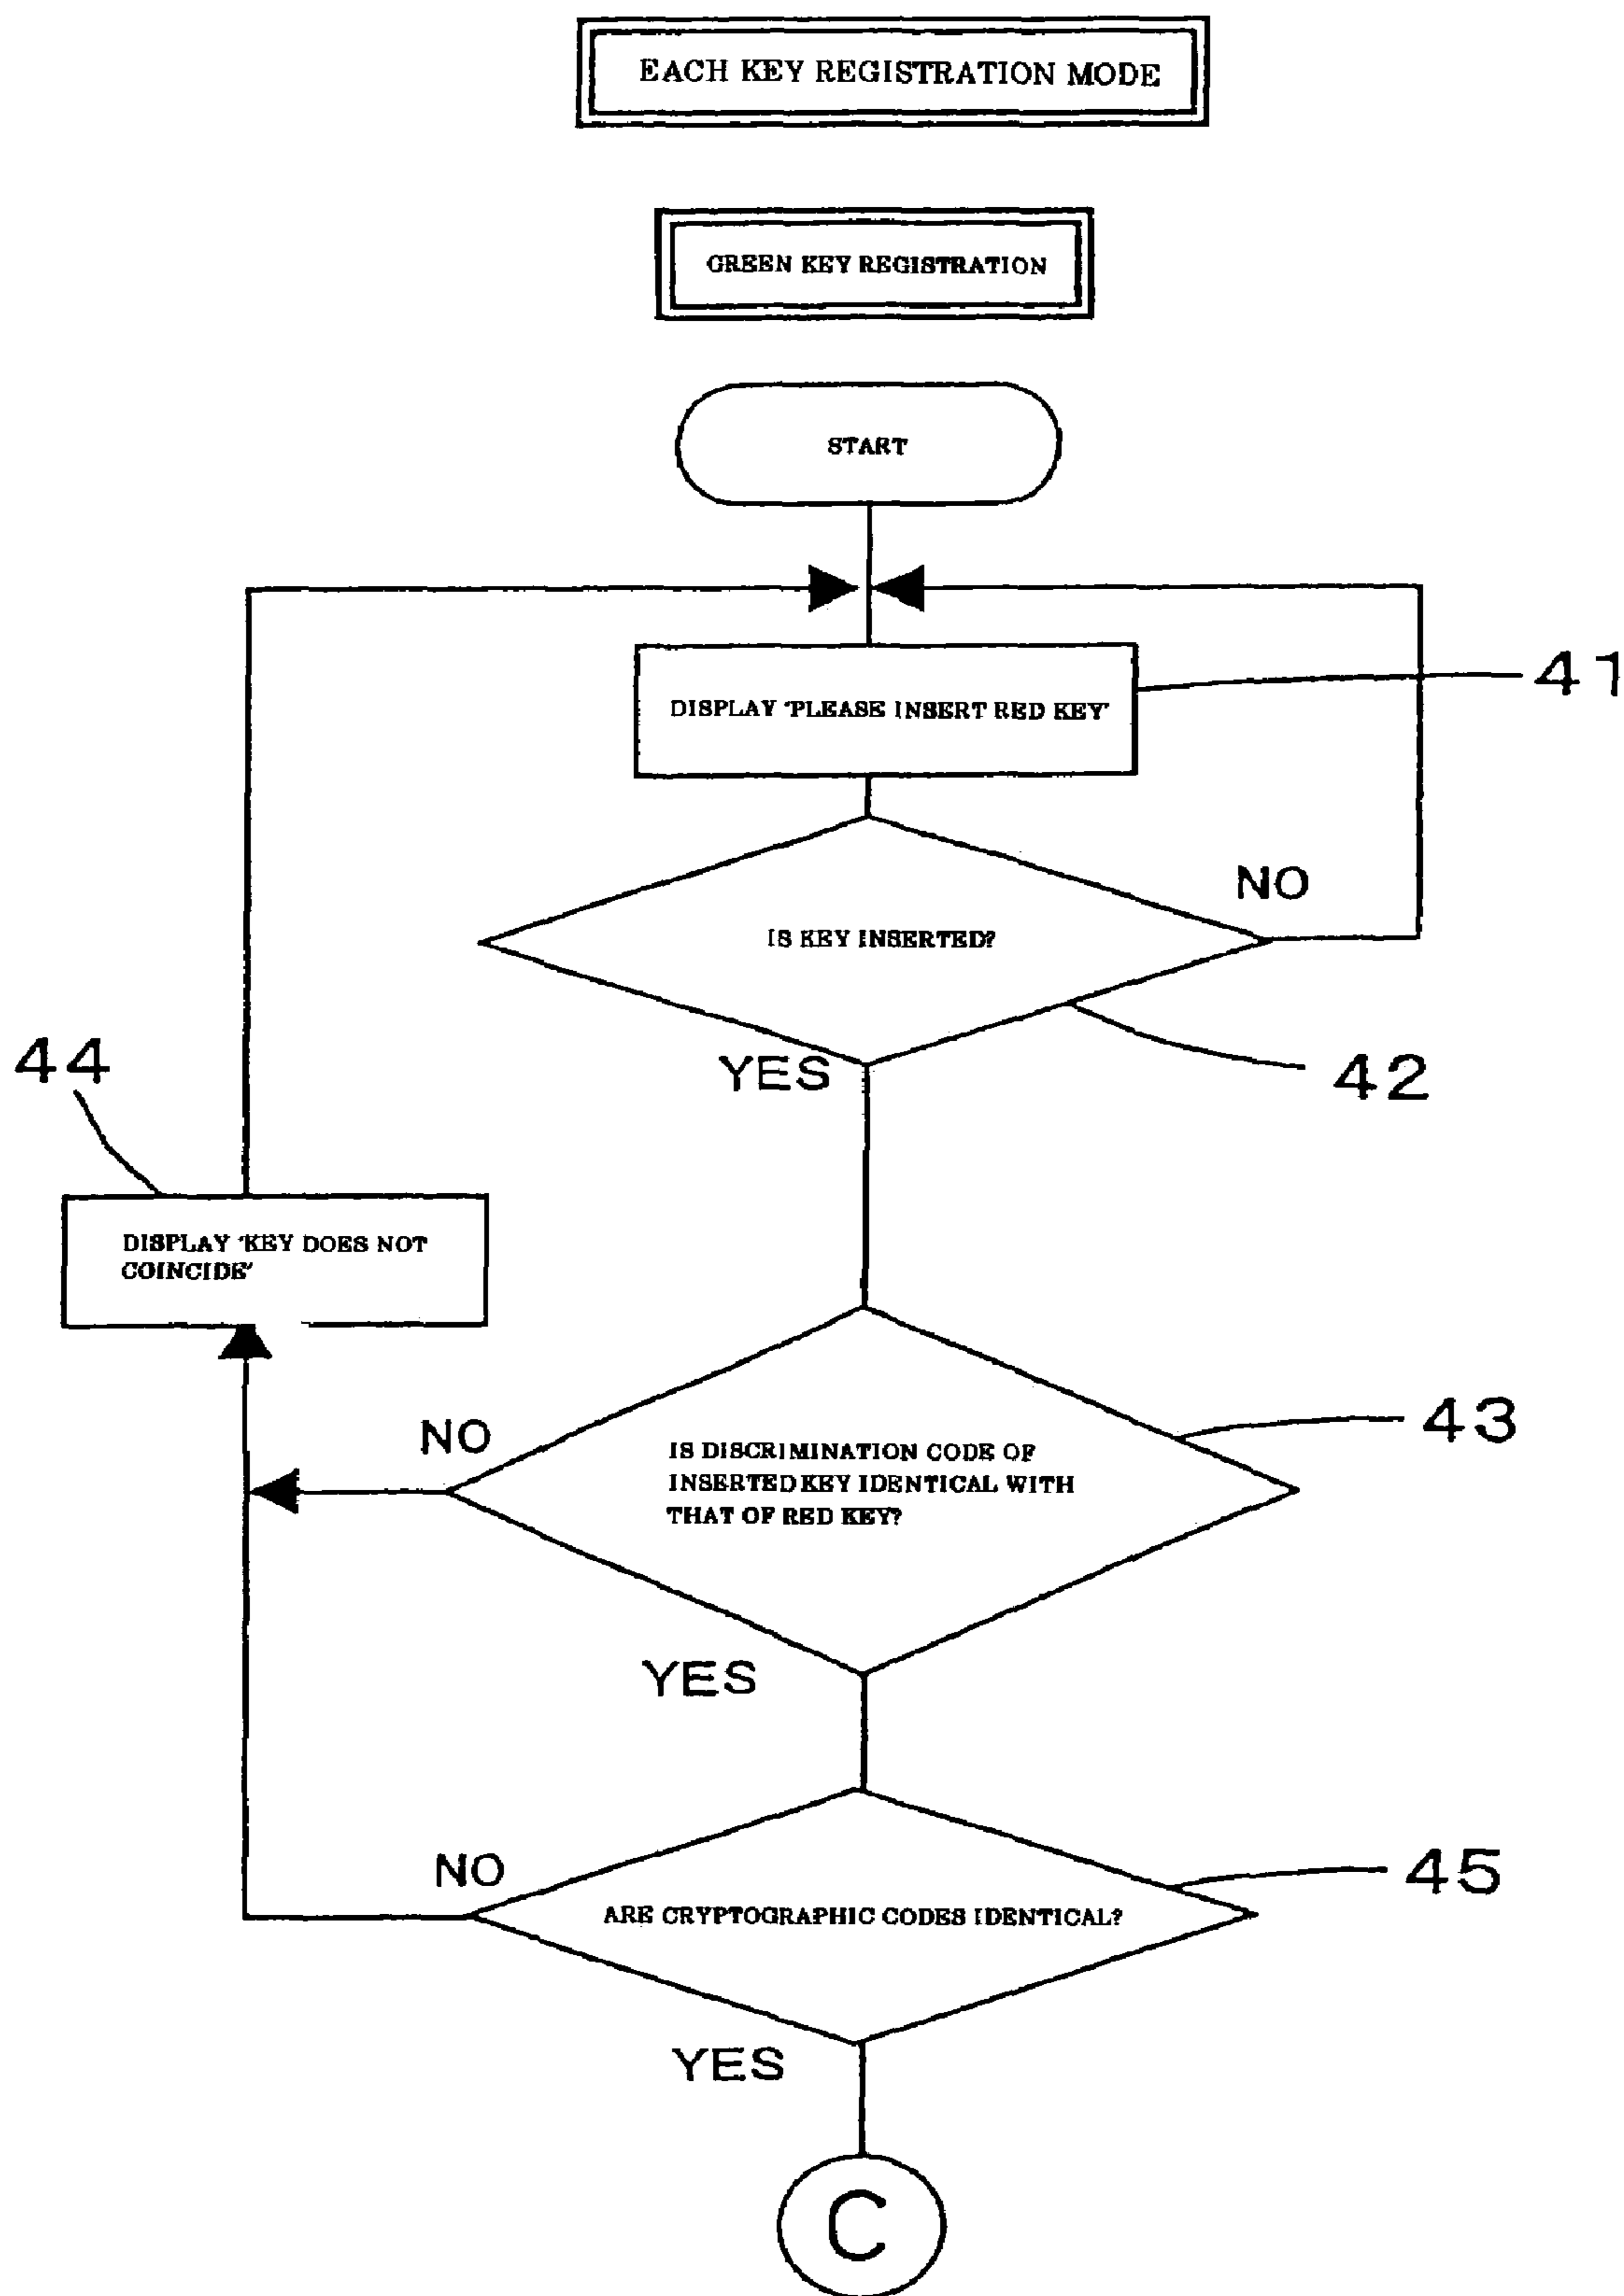 EACH KEY REGISTRATION MODE
GREEN KEY REGISTRATION
START
DISPLAY 'PLEASE INSERT RED KEY'
41
IS KEY INSERTED?
NO
YES
42
44
DISPLAY 'KEY DOES NOT
COINCIDE'
NO
IS DISCRIMINATION CODE OF
INSERTED KEY IDENTICAL WITH
THAT OF RED KEY?
43
YES
NO
ARE CRYPTOGRAPHIC CODES IDENTICAL?
45
YES
C